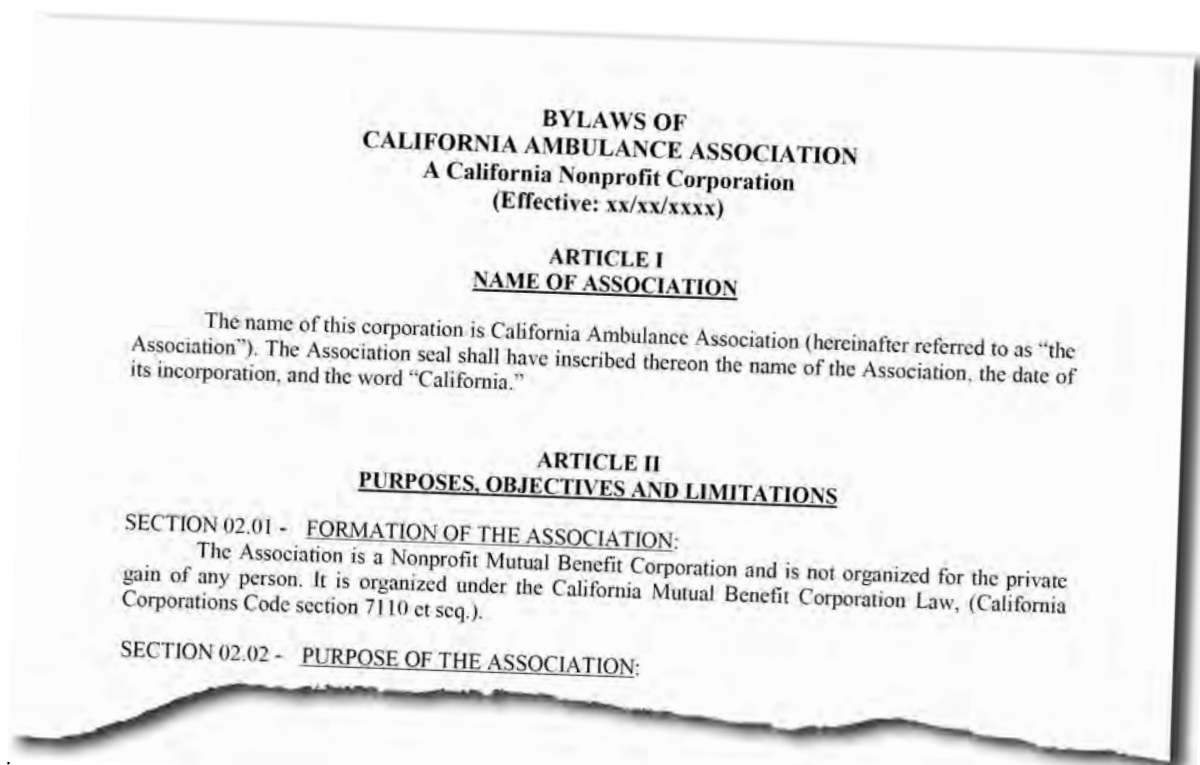 BYLAWS OF
CALIFORNIA AMBULANCE ASSOCIATION
A California Nonprofit Corporation
(Effective: xx/xx/xxxx)
ARTICLE I
NAME OF ASSOCIATION
The name of this corporation is California Ambulance Association (hereinafter referred to as “the
Association”). The Association seal shall have inscribed thereon the name of the Association, the date of
its incorporation, and the word “California.”
ARTICLE II
PURPOSES, OBJECTIVES AND LIMITATIONS
SECTION 02.01 - FORMATION OF THE ASSOCIATION:
The Association is a Nonprofit Mutual Benefit Corporation and is not organized for the private
gain of any person. It is organized under the California Mutual Benefit Corporation Law, (California
Corporations Code section 7110 et seq.).
SECTION 02.02 - PURPOSE OF THE ASSOCIATION:
.